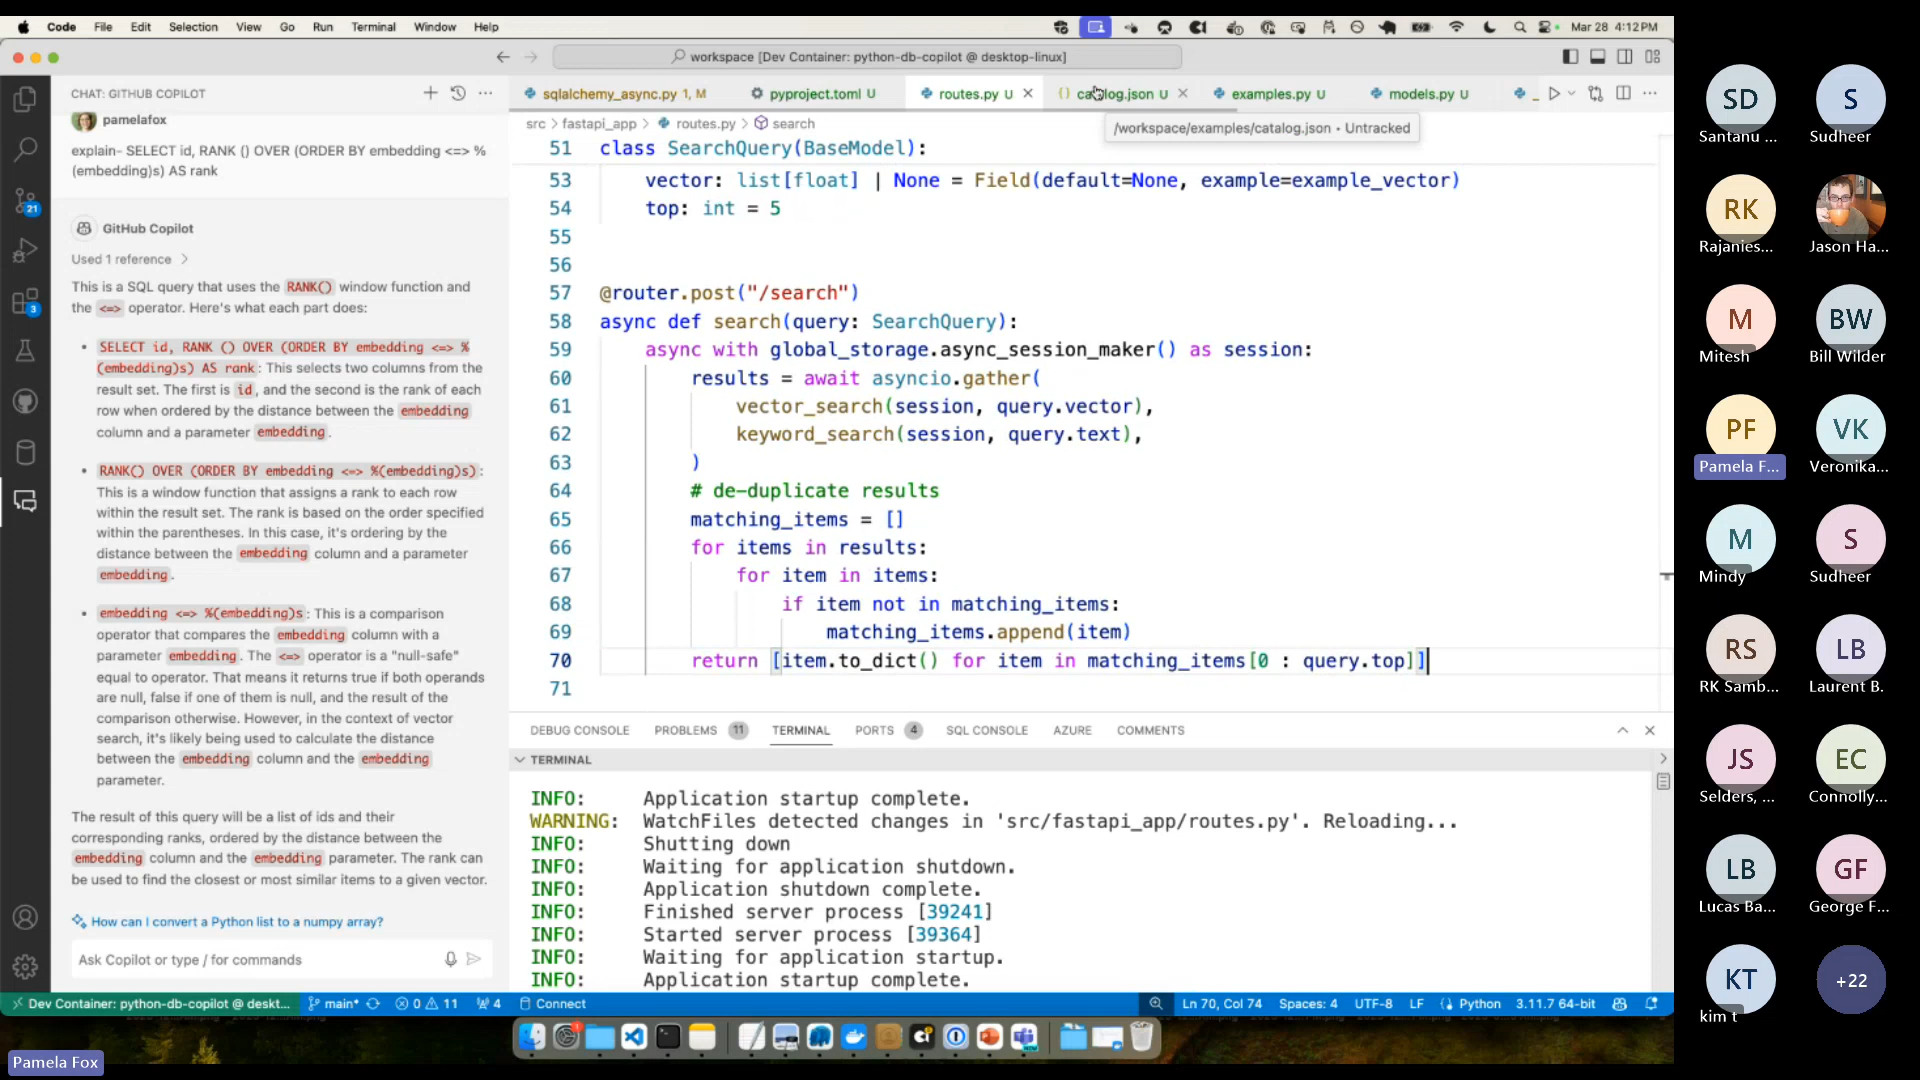 Code File Edit Selection View Go Run Terminal Window Help
Mar 28 4:12PM
workspace [Dev Container: python-db-copilot @ desktop-linux]
CHAT: GITHUB COPILOT
pamelafox
explain- SELECT id, RANK () OVER (ORDER BY embedding <=> %
(embedding)s) AS rank
GitHub Copilot
Used 1 reference
This is a SQL query that uses the RANK() window function and
the <=> operator. Here's what each part does:
SELECT id, RANK () OVER (ORDER BY embedding <=> %
(embedding)s) AS rank: This selects two columns from the
result set. The first is id, and the second is the rank of each
row when ordered by the distance between the embedding
column and a parameter embedding.
RANK() OVER (ORDER BY embedding <=> %(embedding)s):
This is a window function that assigns a rank to each row
within the result set. The rank is based on the order specified
within the parentheses. In this case, it's ordering by the
distance between the embedding column and a parameter
embedding.
embedding <=> %(embedding)s: This is a comparison
operator that compares the embedding column with a
parameter embedding. The <=> operator is a "null-safe"
equal to operator. That means it returns true if both operands
are null, false if one of them is null, and the result of the
comparison otherwise. However, in the context of vector
search, it's likely being used to calculate the distance
between the embedding column and the embedding
parameter.
The result of this query will be a list of ids and their
corresponding ranks, ordered by the distance between the
embedding column and the embedding parameter. The rank can
be used to find the closest or most similar items to a given vector.
How can I convert a Python list to a numpy array?
Ask Copilot or type / for commands
21
3
sqlalchemy_async.py 1, M
pyproject.toml U
routes.py U
catalog.json U
examples.py U
models.py U
src > fastapi_app > routes.py > search
/workspace/examples/catalog.json • Untracked
51 class SearchQuery(BaseModel):
53 vector: list[float] | None = Field(default=None, example=example_vector)
54 top: int = 5
55
56
57 @router.post("/search")
58 async def search(query: SearchQuery):
59 async with global_storage.async_session_maker() as session:
60 results = await asyncio.gather(
61 vector_search(session, query.vector),
62 keyword_search(session, query.text),
63 )
64 # de-duplicate results
65 matching_items = []
66 for items in results:
67 for item in items:
68 if item not in matching_items:
69 matching_items.append(item)
70 return [item.to_dict() for item in matching_items[0 : query.top]]
71
DEBUG CONSOLE PROBLEMS 11 TERMINAL PORTS 4 SQL CONSOLE AZURE COMMENTS
TERMINAL
INFO: Application startup complete.
WARNING: WatchFiles detected changes in 'src/fastapi_app/routes.py'. Reloading...
INFO: Shutting down
INFO: Waiting for application shutdown.
INFO: Application shutdown complete.
INFO: Finished server process [39241]
INFO: Started server process [39364]
INFO: Waiting for application startup.
INFO: Application startup complete.
Dev Container: python-db-copilot @ deskt... main* 0 11 4 Connect
Ln 70, Col 74 Spaces: 4 UTF-8 LF Python 3.11.7 64-bit
Pamela Fox
SD
Santanu ...
S
Sudheer
RK
Rajanies...
Jason Ha...
M
Mitesh
BW
Bill Wilder
PF
Pamela F...
VK
Veronika...
M
Mindy
S
Sudheer
RS
RK Samb...
LB
Laurent B.
JS
Selders, ...
EC
Connolly...
LB
Lucas Ba...
GF
George F...
KT
kim t
+22